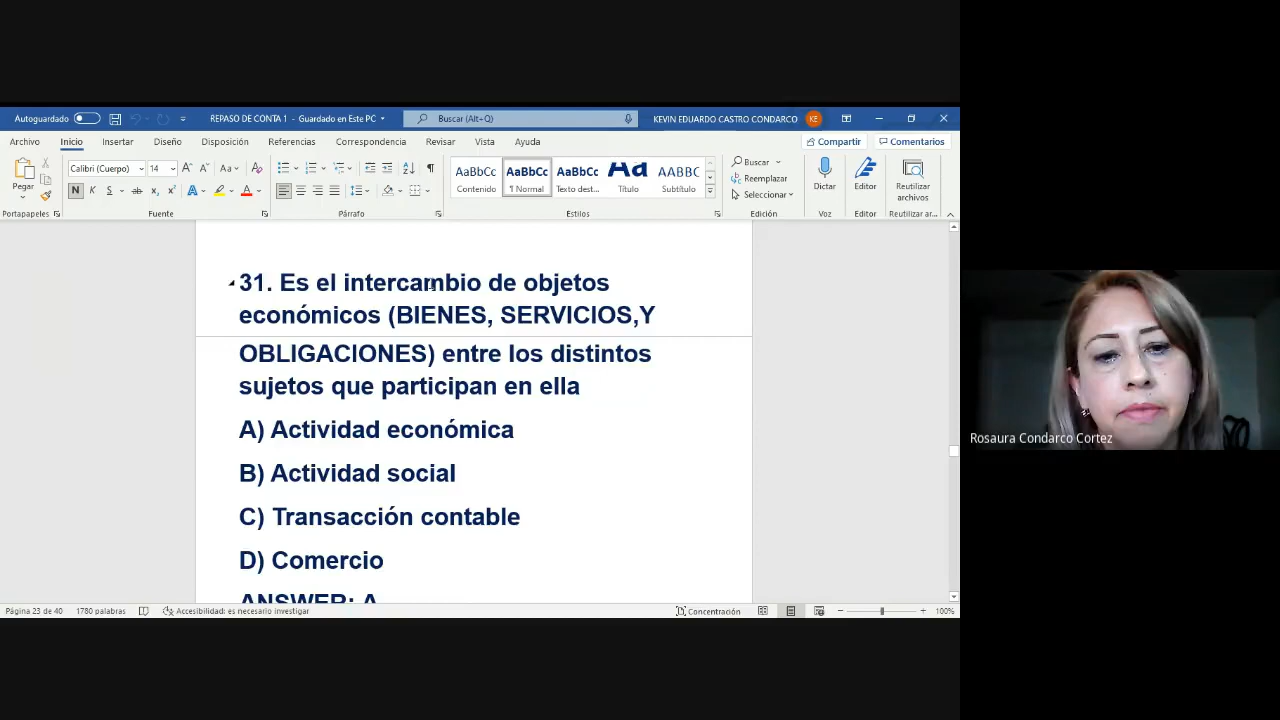 Autoguardado
REPASO DE CONTA 1 - Guardado en Este PC
Buscar (Alt+Q)
KEVIN EDUARDO CASTRO CONDARCO
KE
Archivo Inicio Insertar Diseño Disposición Referencias Correspondencia Revisar Vista Ayuda
Compartir Comentarios
Pegar
Portapapeles
Calibri (Cuerpo) 14
Fuente
Párrafo
AaBbCc Contenido
AaBbCc ¶ Normal
AaBbCc Texto dest...
AaBb Título
AABBC Subtítulo
Estilos
Buscar
Reemplazar
Seleccionar
Edición
Dictar
Voz
Editor
Editor
Reutilizar archivos
Reutilizar ar...
31. Es el intercambio de objetos
económicos (BIENES, SERVICIOS,Y
OBLIGACIONES) entre los distintos
sujetos que participan en ella
A) Actividad económica
B) Actividad social
C) Transacción contable
D) Comercio
ANSWER: A
Página 23 de 40 1780 palabras Accesibilidad: es necesario investigar
Concentración
100%
Rosaura Condarco Cortez